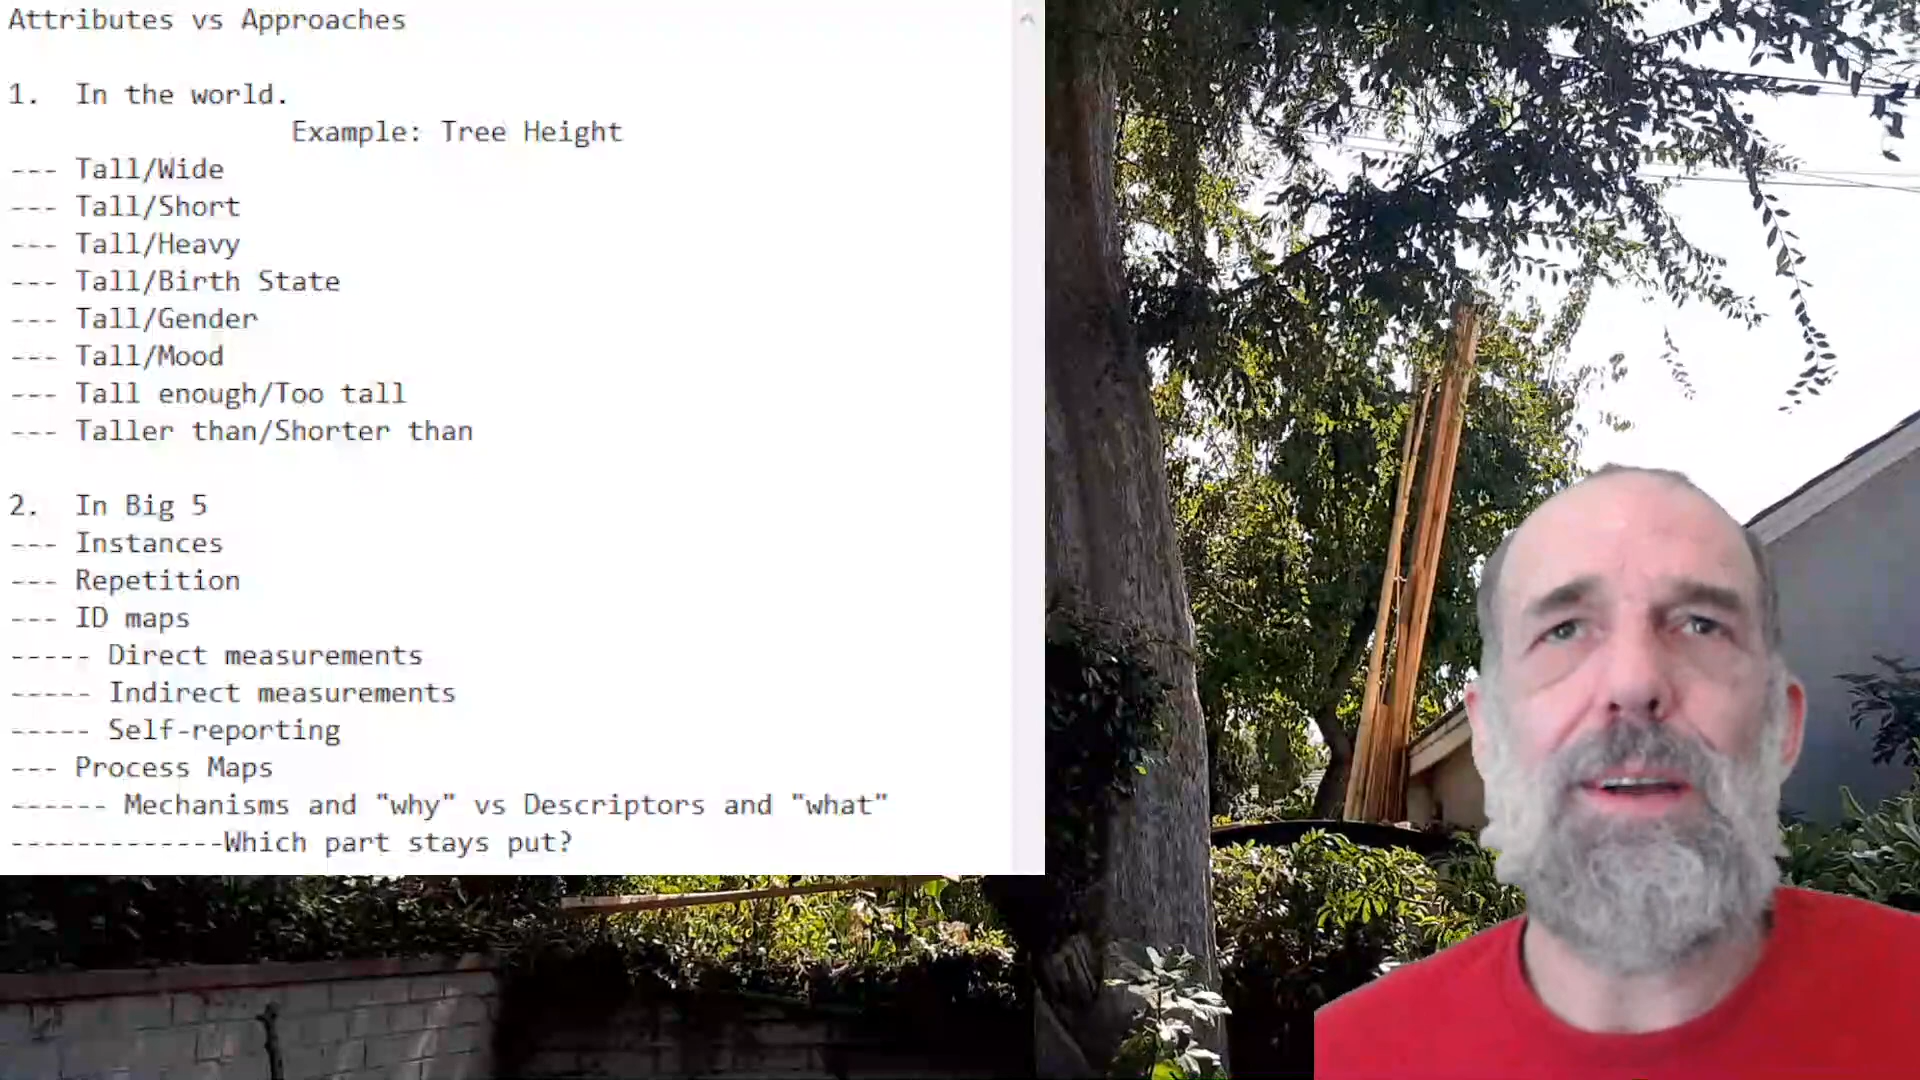 Attributes vs Approaches
1. In the world.
Example: Tree Height
--- Tall/Wide
--- Tall/Short
--- Tall/Heavy
--- Tall/Birth State
--- Tall/Gender
--- Tall/Mood
--- Tall enough/Too tall
--- Taller than/Shorter than
2. In Big 5
--- Instances
--- Repetition
--- ID maps
----- Direct measurements
----- Indirect measurements
----- Self-reporting
--- Process Maps
------ Mechanisms and "why" vs Descriptors and "what"
-------------Which part stays put?